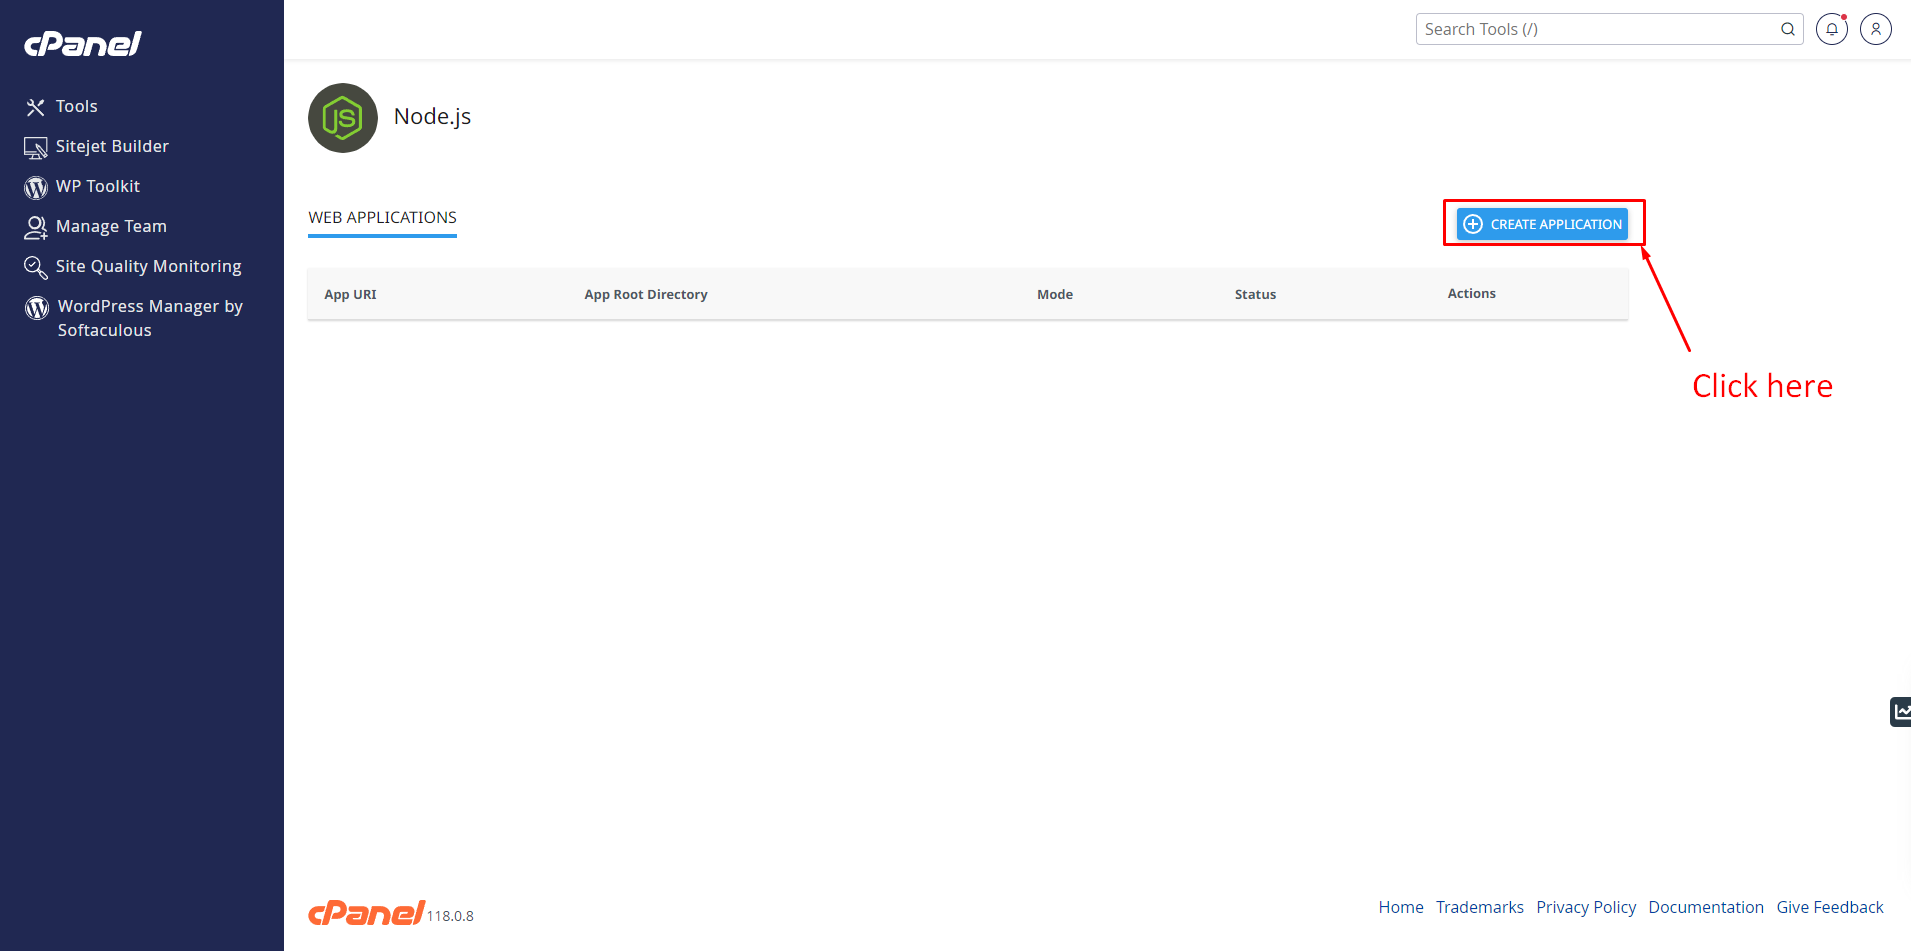 cPanel
Search Tools (/)
Tools
Sitejet Builder
WP Toolkit
Manage Team
Site Quality Monitoring
WordPress Manager by
Softaculous
JS
Node.js
WEB APPLICATIONS
CREATE APPLICATION
App URI App Root Directory Mode Status Actions
Click here
cPanel 118.0.8
Home Trademarks Privacy Policy Documentation Give Feedback